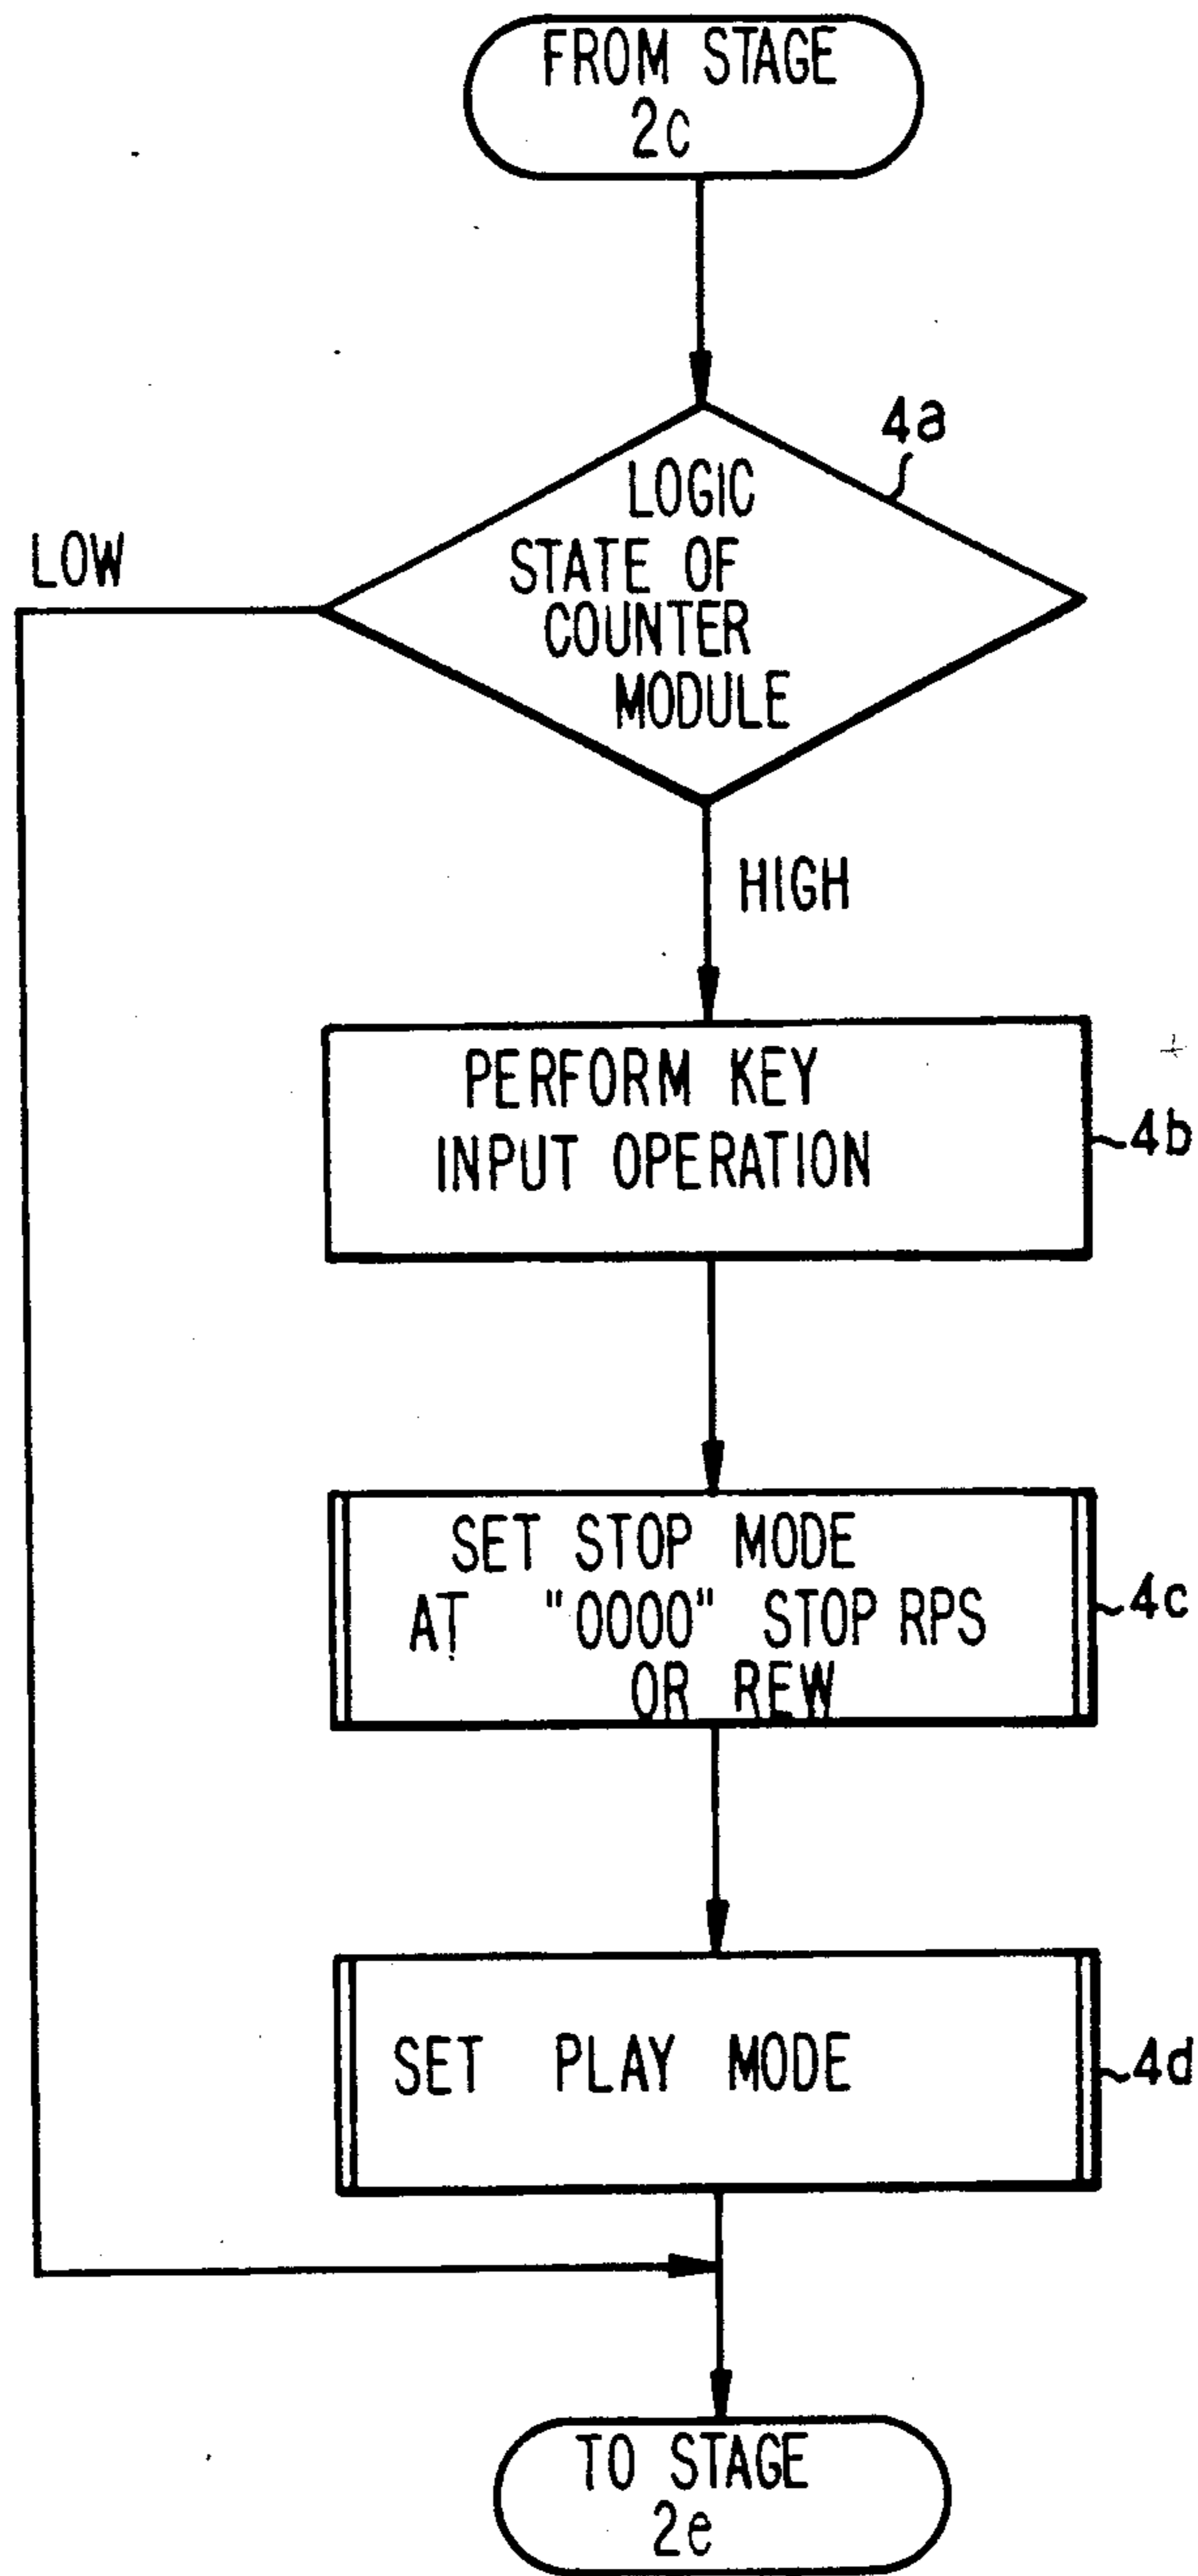 FROM STAGE
2c
4a
LOGIC
STATE OF
COUNTER
MODULE
LOW
HIGH
PERFORM KEY
INPUT OPERATION
4b
SET STOP MODE
AT "0000" STOP RPS
OR REW
4c
SET PLAY MODE
4d
TO STAGE
2e